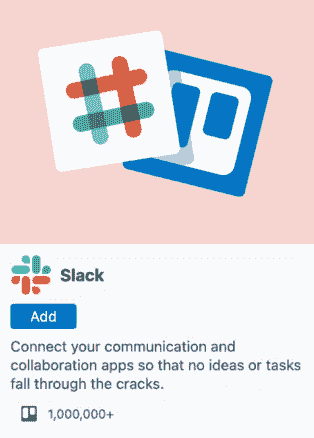 Slack
Add
Connect your communication and
collaboration apps so that no ideas or tasks
fall through the cracks.
1,000,000+